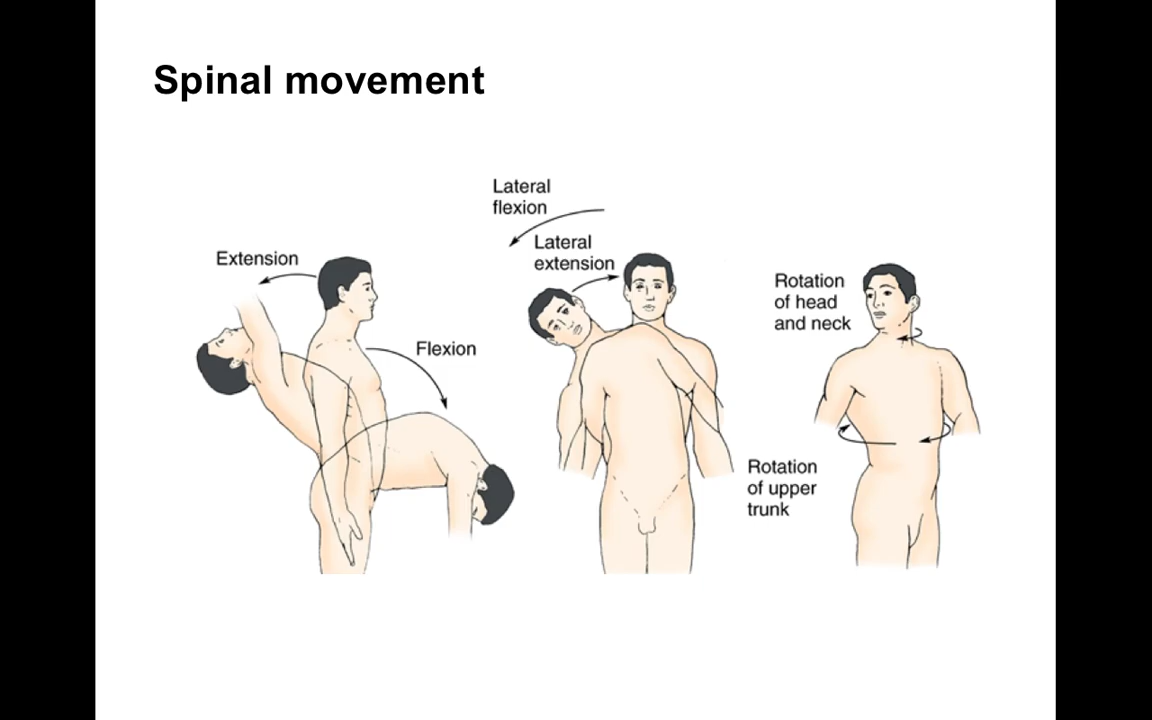 Spinal movement
Extension
Flexion
Lateral
flexion
Lateral
extension
Rotation
of head
and neck
Rotation
of upper
trunk